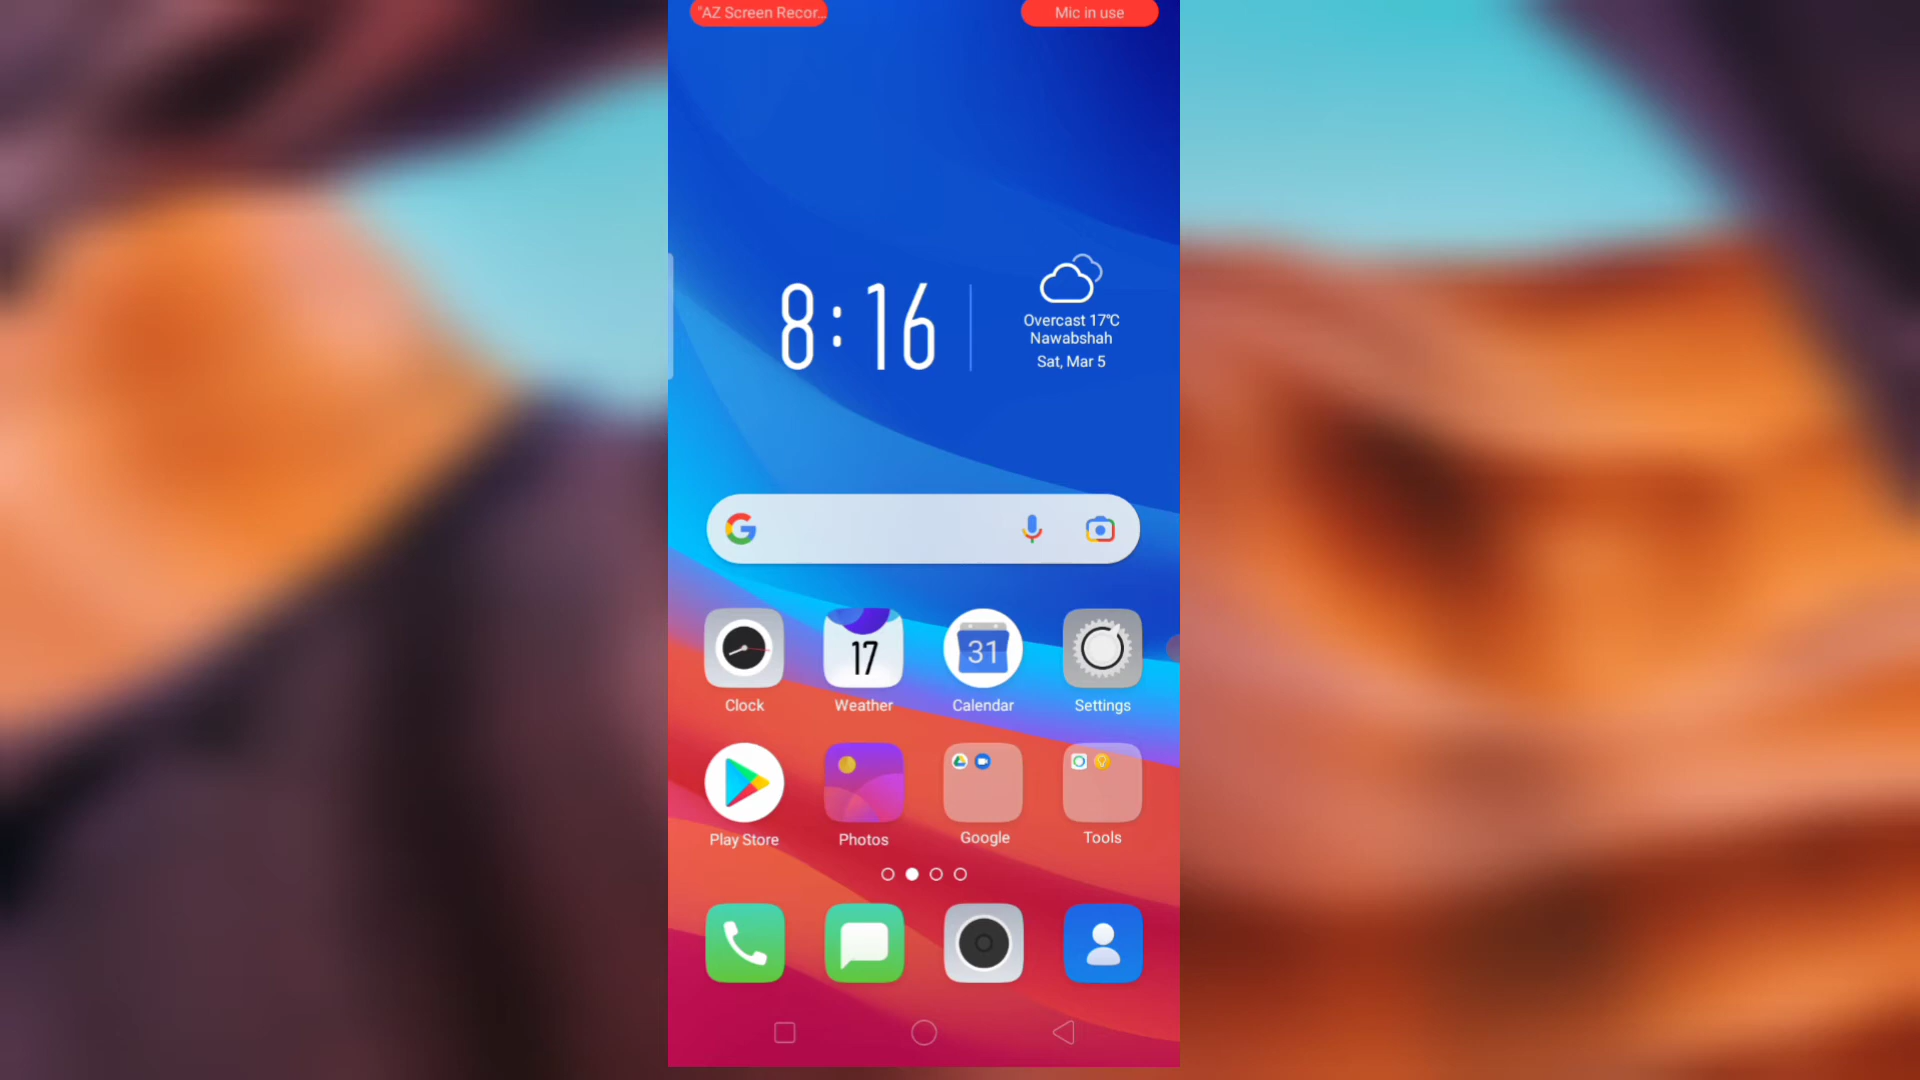 "AZ Screen Recor...
Mic in use
8:16
Overcast 17℃
Nawabshah
Sat, Mar 5
17
31
Clock
Weather
Calendar
Settings
Play Store
Photos
Google
Tools